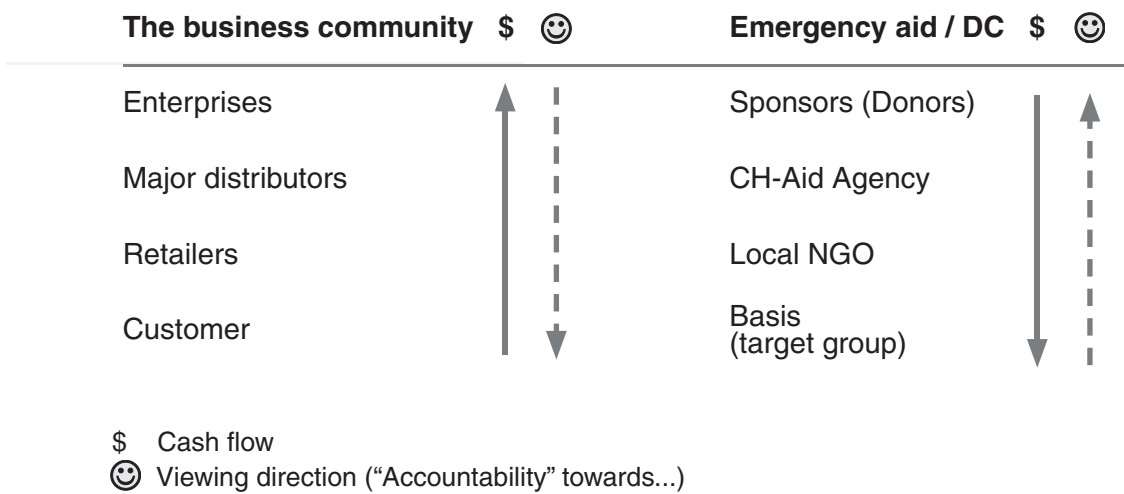 The business community $ ☺ Emergency aid / DC $ ☺
Enterprises Sponsors (Donors)
Major distributors CH-Aid Agency
Retailers Local NGO
Customer Basis
(target group)
$ Cash flow
☺ Viewing direction (“Accountability” towards...)